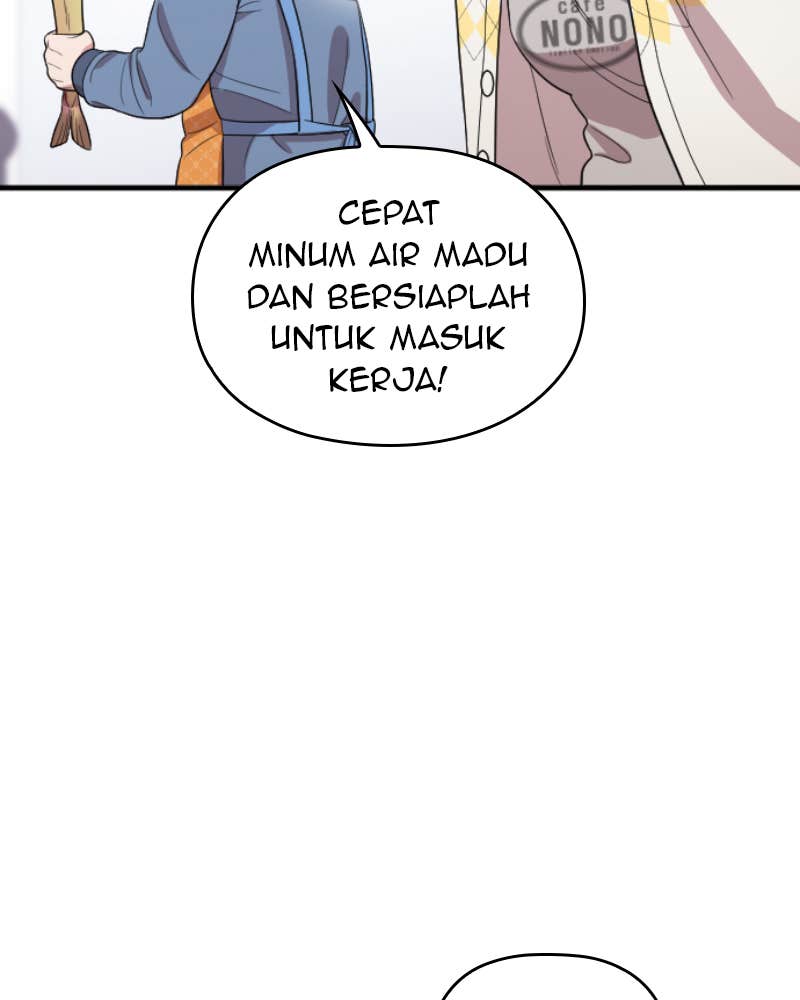 cafe
NONO
CEPAT
MINUM AIR MADU
DAN BERSIAPLAH
UNTUK MASUK
KERJA!